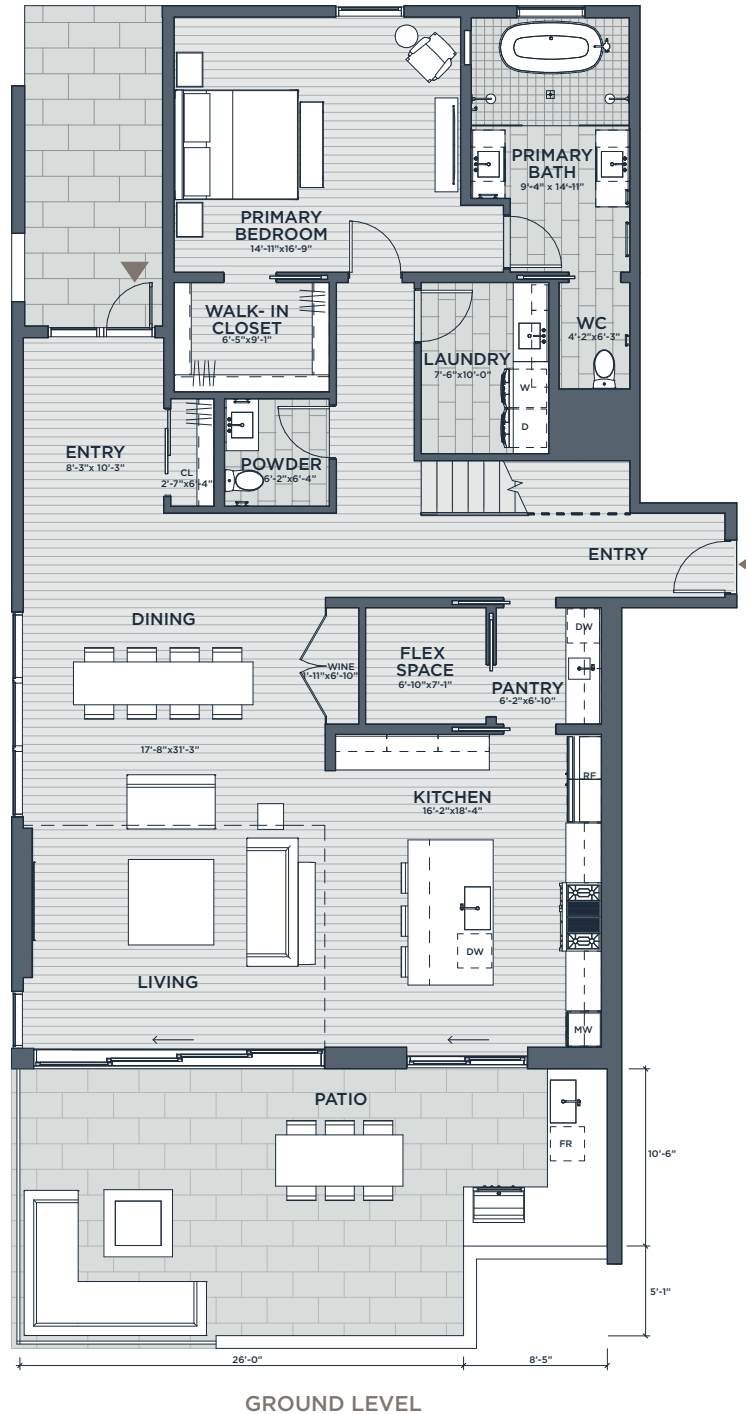 PRIMARY
BATH
9'-4" x 14'-11"
PRIMARY
BEDROOM
14'-11"x16'-9"
WALK- IN
CLOSET
6'-5"x9'-1"
WC
4'-2"x6'-3"
LAUNDRY
7'-6"x10'-0"
W
D
ENTRY
8'-3"x 10'-3"
CL
2'-7"x6'-4"
POWDER
6'-2"x6'-4"
ENTRY
DINING
WINE
1'-11"x6'-10"
FLEX
SPACE
6'-10"x7'-1"
DW
PANTRY
6'-2"x6'-10"
17'-8"x31'-3"
RF
KITCHEN
16'-2"x18'-4"
DW
LIVING
MW
PATIO
FR
10'-6"
5'-1"
26'-0"
8'-5"
GROUND LEVEL